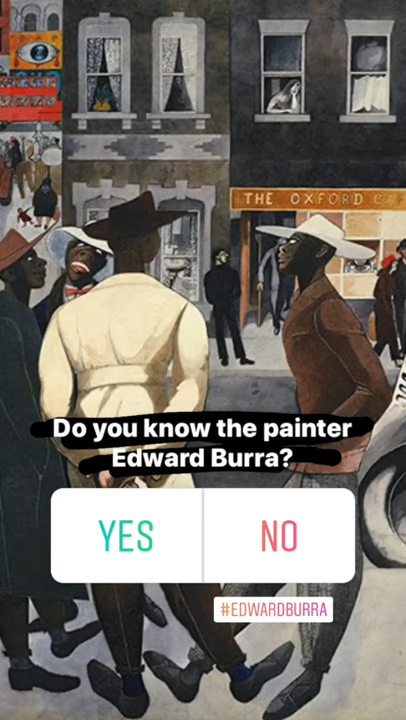 THE OXFORD CA
Do you know the painter
Edward Burra?
YES
NO
#EDWARDBURRA